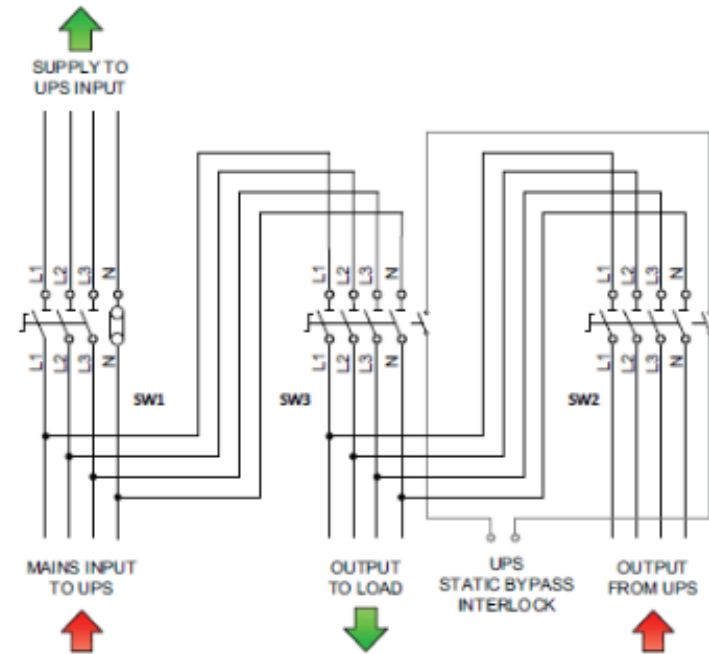 SUPPLY TO
UPS INPUT
L1 L2 L3 N
L1 L2 L3 N
L1 L2 L3 N
L1 L2 L3 N
L1 L2 L3 N
L1 L2 L3 N
SW1
SW3
SW2
MAINS INPUT
TO UPS
OUTPUT
TO LOAD
UPS
STATIC BYPASS
INTERLOCK
OUTPUT
FROM UPS